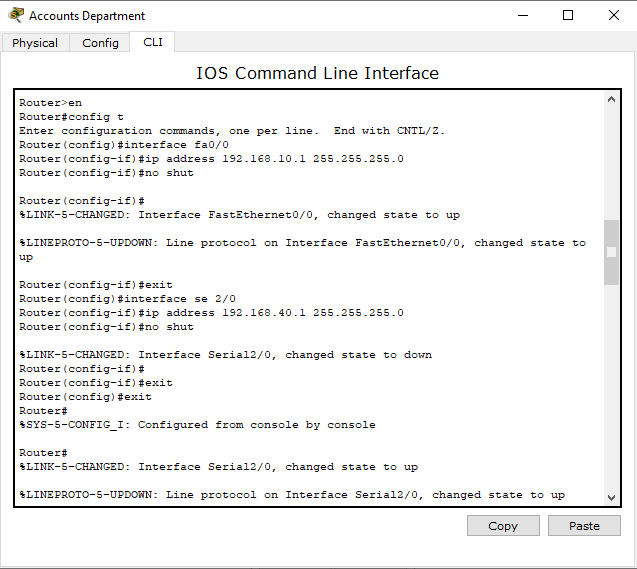 Accounts Department
Physical Config CLI
IOS Command Line Interface
Router>en
Router#config t
Enter configuration commands, one per line.  End with CNTL/Z.
Router(config)#interface fa0/0
Router(config-if)#ip address 192.168.10.1 255.255.255.0
Router(config-if)#no shut
Router(config-if)#
%LINK-5-CHANGED: Interface FastEthernet0/0, changed state to up
%LINEPROTO-5-UPDOWN: Line protocol on Interface FastEthernet0/0, changed state to
up
Router(config-if)#exit
Router(config)#interface se 2/0
Router(config-if)#ip address 192.168.40.1 255.255.255.0
Router(config-if)#no shut
%LINK-5-CHANGED: Interface Serial2/0, changed state to down
Router(config-if)#
Router(config-if)#exit
Router(config)#exit
Router#
%SYS-5-CONFIG_I: Configured from console by console
Router#
%LINK-5-CHANGED: Interface Serial2/0, changed state to up
%LINEPROTO-5-UPDOWN: Line protocol on Interface Serial2/0, changed state to up
Copy Paste